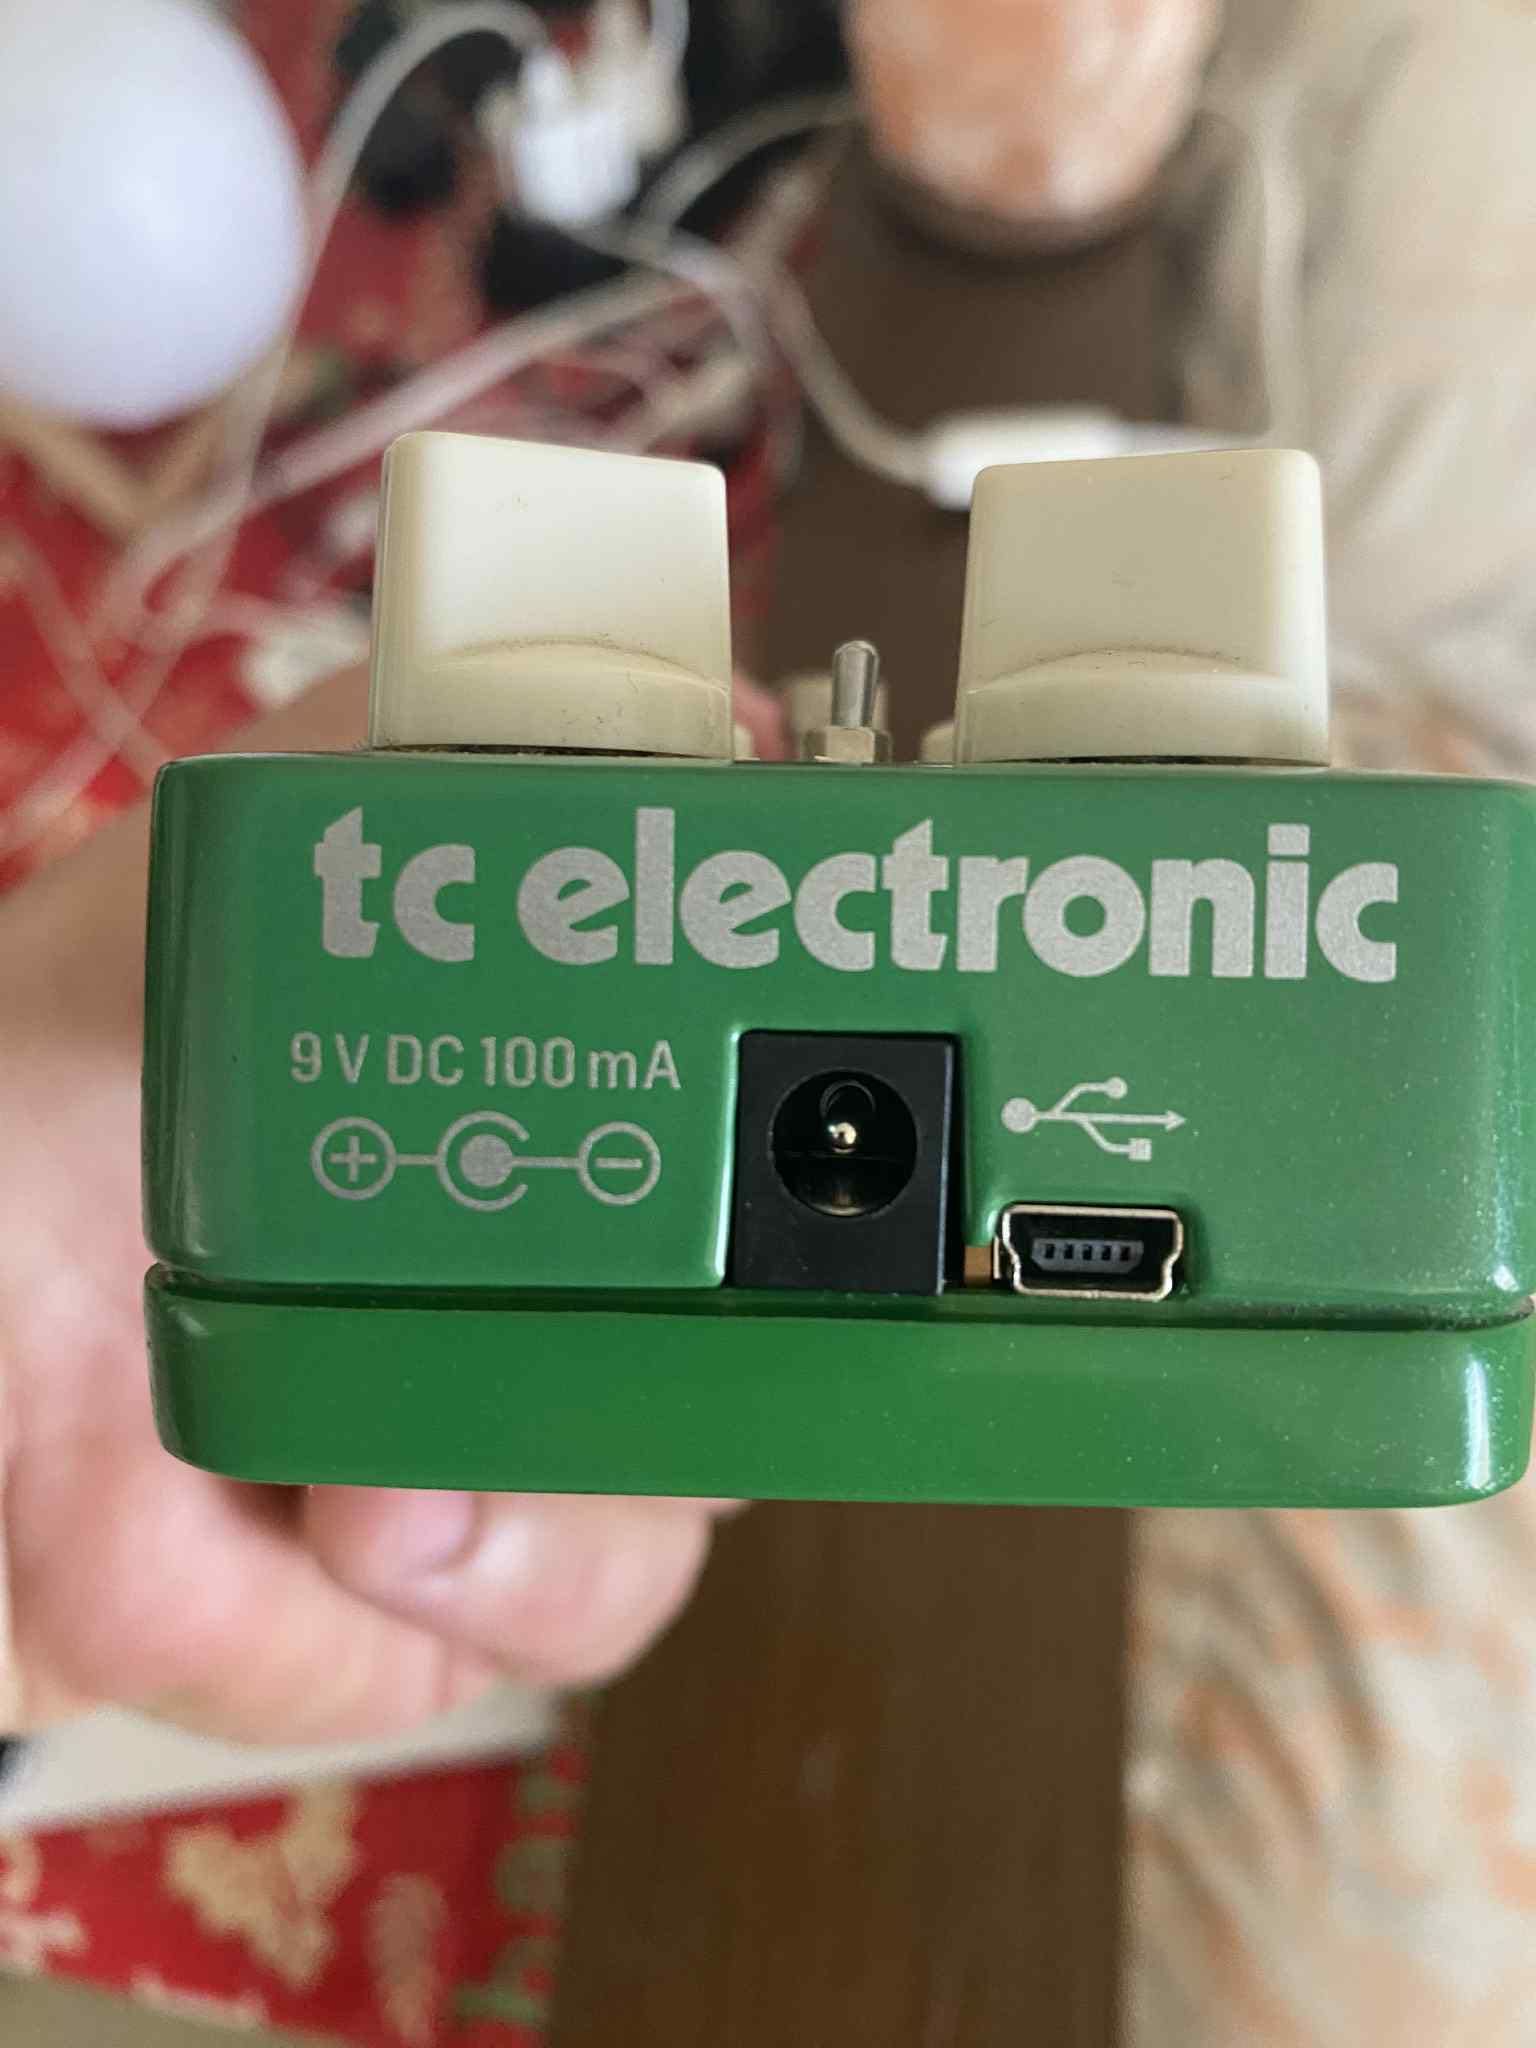 tc electronic
9 V DC 100 mA
+ −